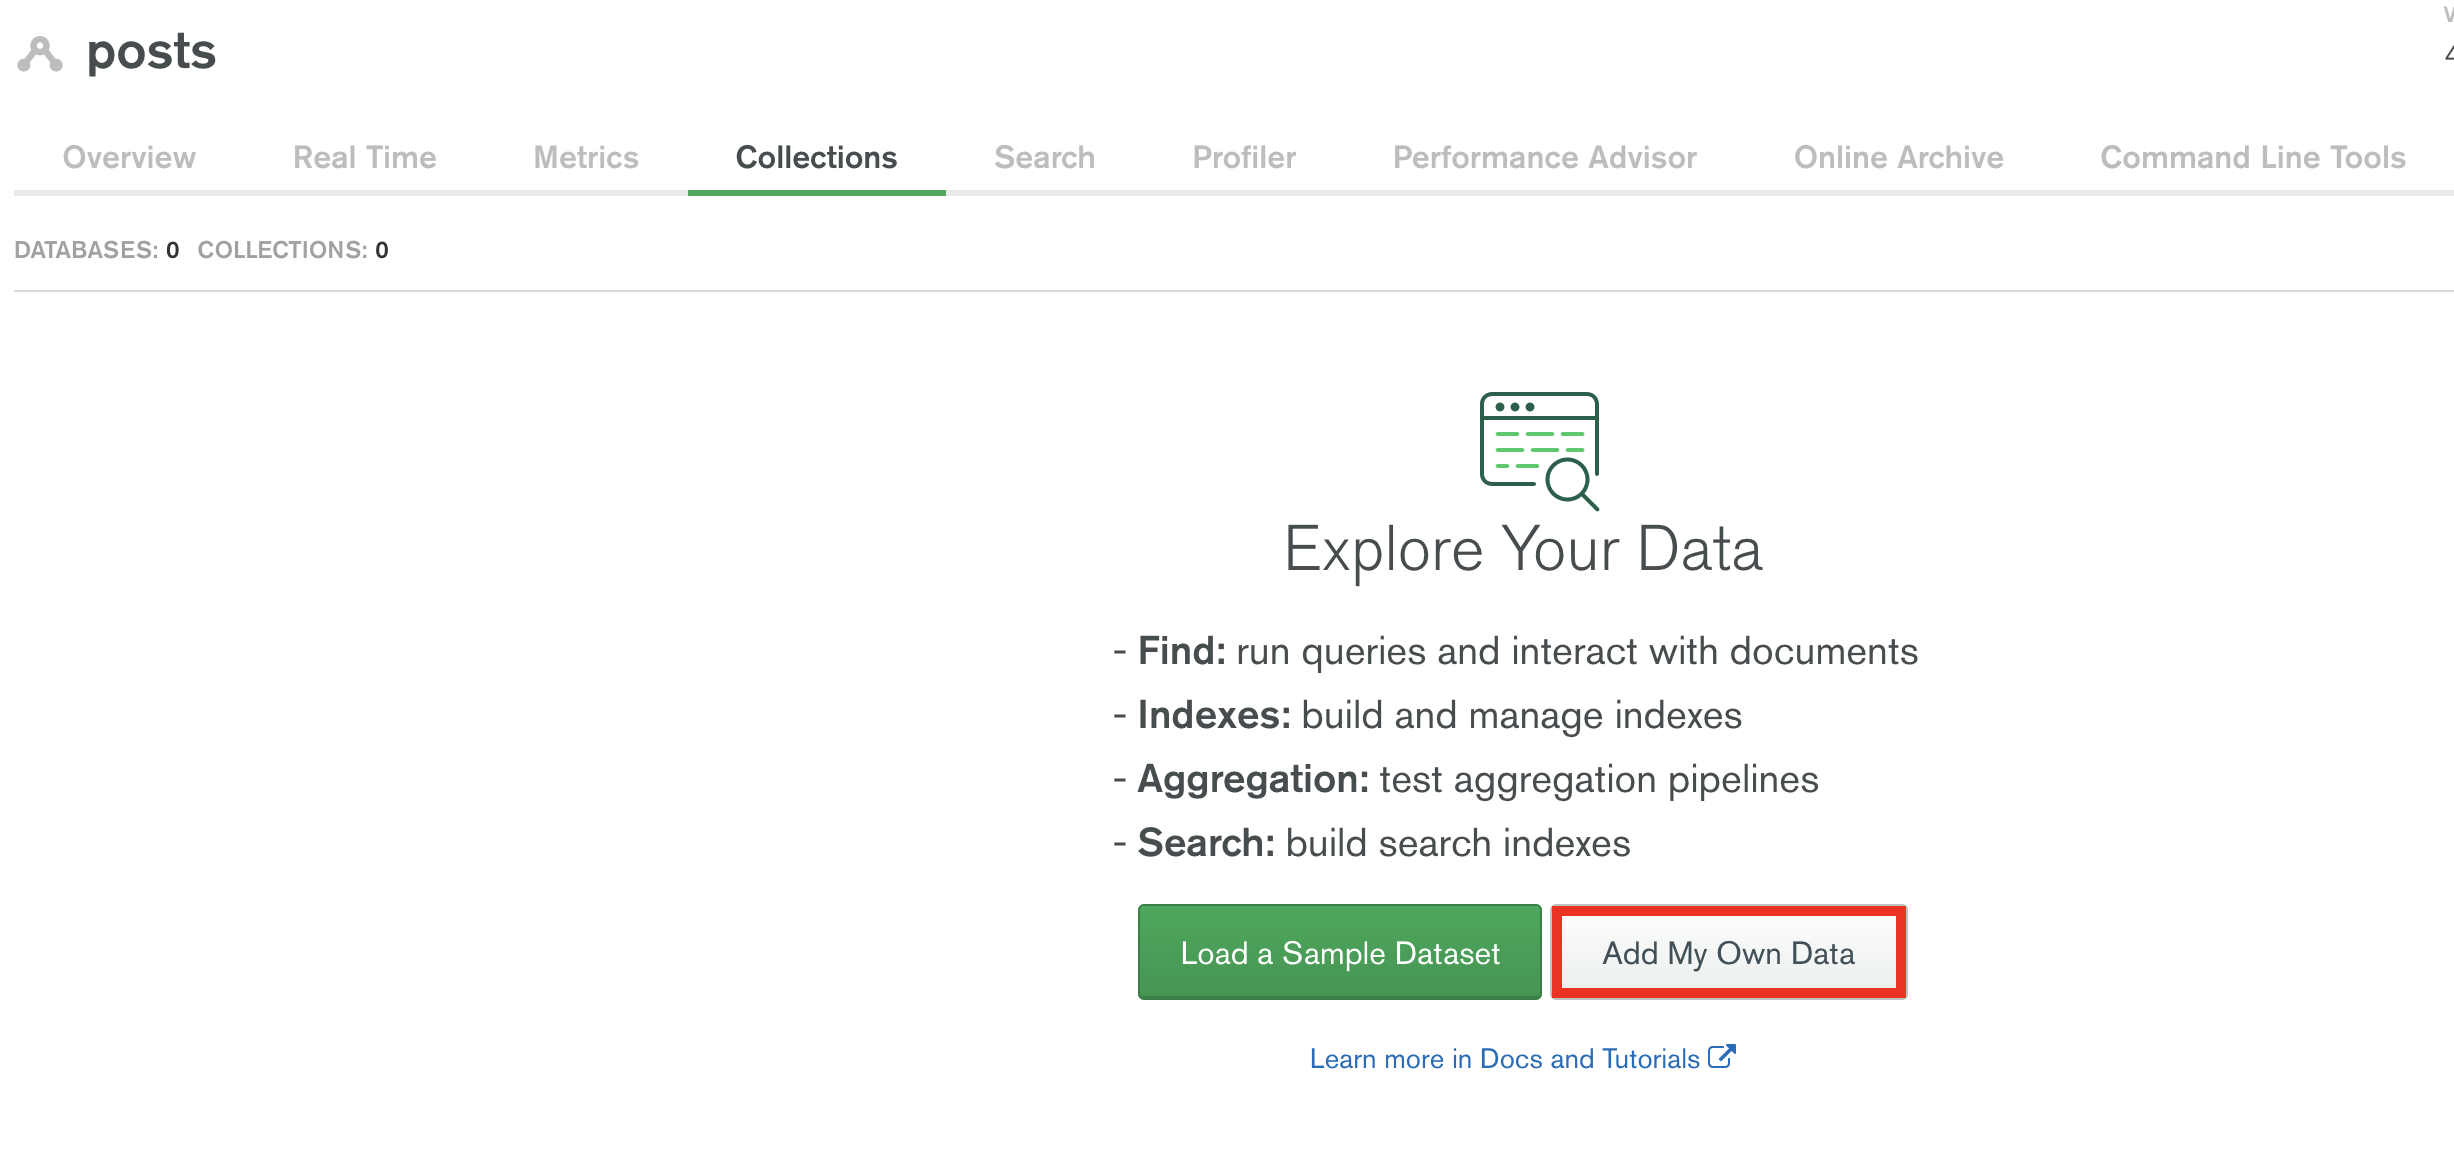 posts
Overview Real Time Metrics Collections Search Profiler Performance Advisor Online Archive Command Line Tools
DATABASES: 0 COLLECTIONS: 0
Explore Your Data
- Find: run queries and interact with documents
- Indexes: build and manage indexes
- Aggregation: test aggregation pipelines
- Search: build search indexes
Load a Sample Dataset Add My Own Data
Learn more in Docs and Tutorials